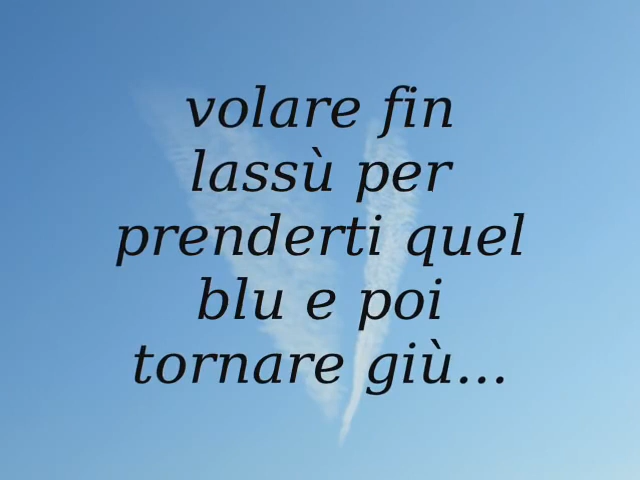 volare fin
lassù per
prenderti quel
blu e poi
tornare giù...